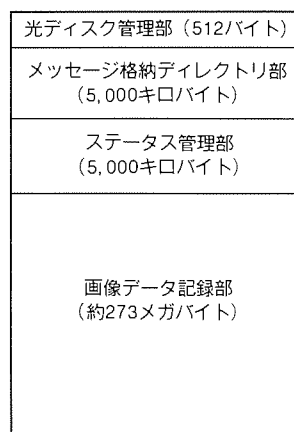 光ディスク管理部(512バイト)
メッセージ格納ディレクトリ部
(5,000キロバイト)
ステータス管理部
(5,000キロバイト)
画像データ記録部
(約273メガバイト)